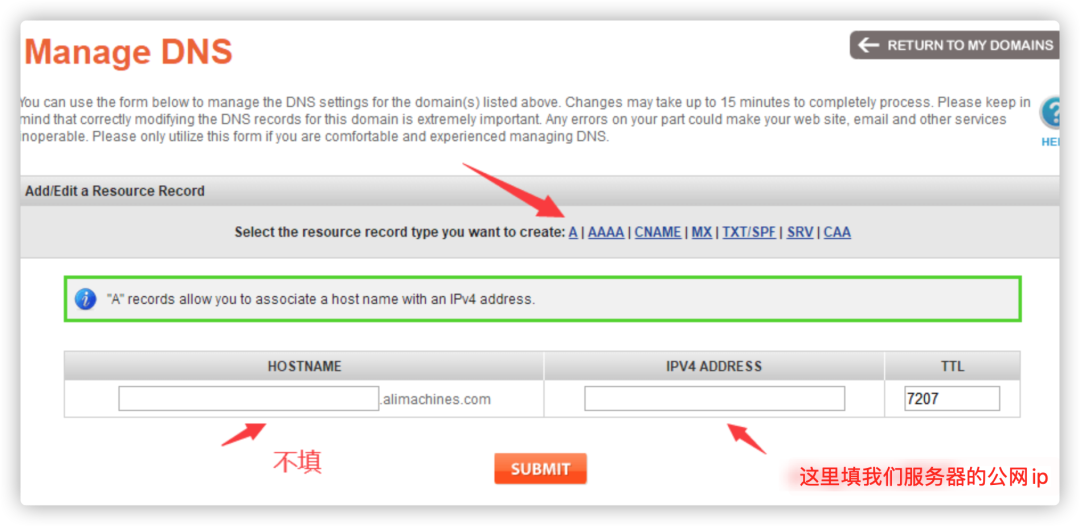 Manage DNS
RETURN TO MY DOMAINS
You can use the form below to manage the DNS settings for the domain(s) listed above. Changes may take up to 15 minutes to completely process. Please keep in
mind that correctly modifying the DNS records for this domain is extremely important. Any errors on your part could make your web site, email and other services
inoperable. Please only utilize this form if you are comfortable and experienced managing DNS.
?
HEL
Add/Edit a Resource Record
Select the resource record type you want to create: A | AAAA | CNAME | MX | TXT/SPF | SRV | CAA
"A" records allow you to associate a host name with an IPv4 address.
HOSTNAME IPV4 ADDRESS TTL
.alimachines.com 7207
不填
SUBMIT
这里填我们服务器的公网ip